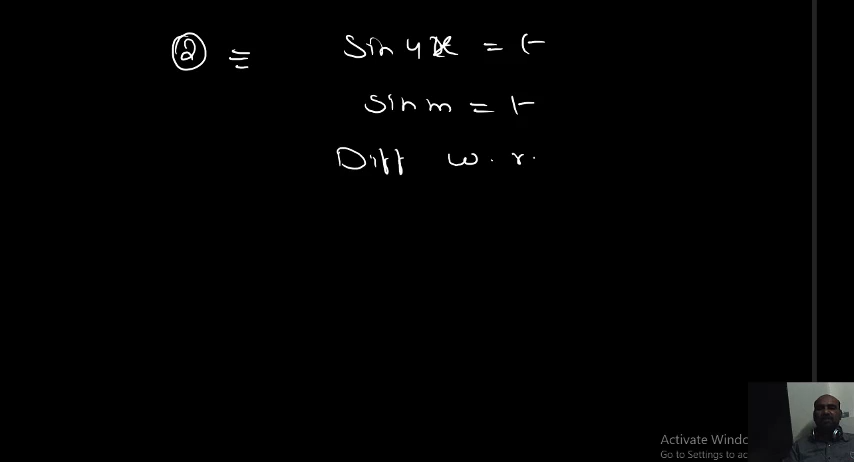 ② ≡ sin 4x = t
sin m = t
Diff w. r.
Activate Windo
Go to Settings to ac